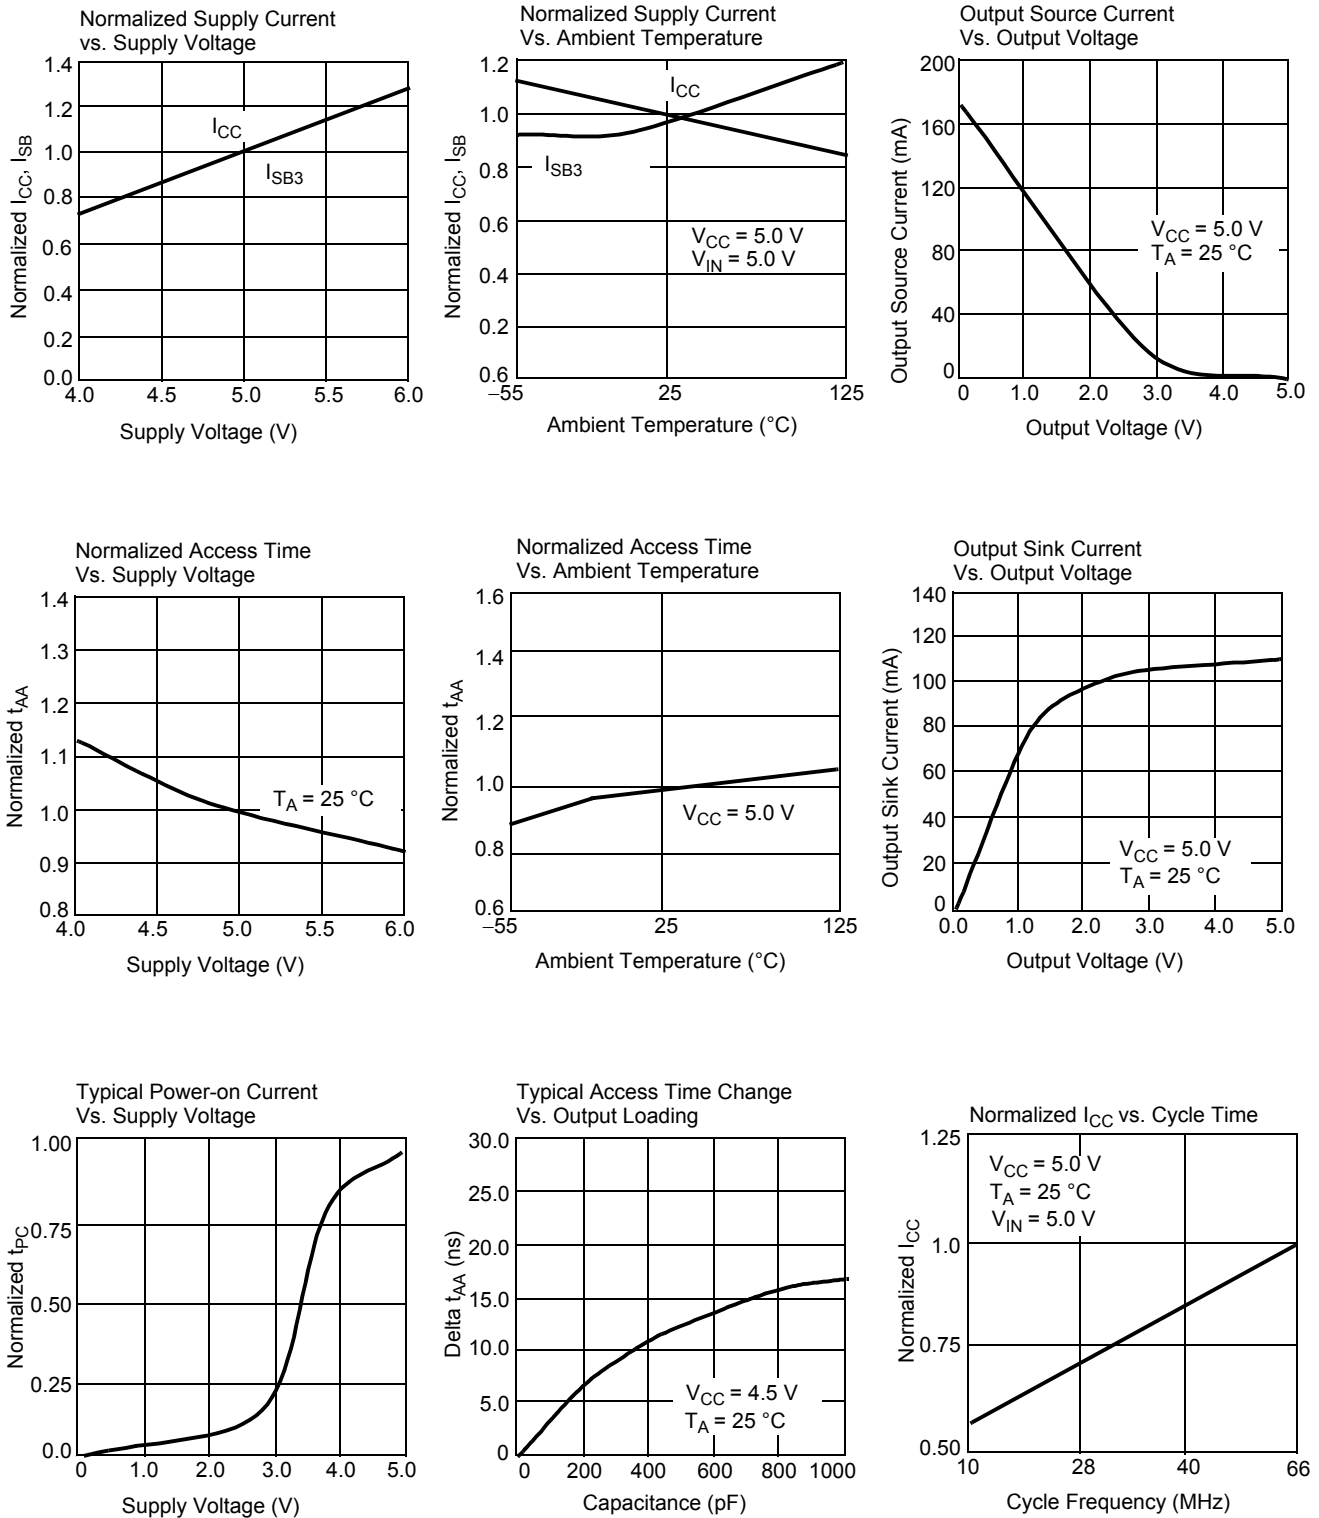 Normalized Supply Current
vs. Supply Voltage
1.4
1.2
1.0
0.8
0.6
0.4
0.2
0.0
Normalized ICC, ISB
ICC
ISB3
4.0 4.5 5.0 5.5 6.0
Supply Voltage (V)
Normalized Supply Current
Vs. Ambient Temperature
1.2
1.0
0.8
0.6
0.4
0.2
0.6
Normalized ICC, ISB
ICC
ISB3
VCC = 5.0 V
VIN = 5.0 V
–55 25 125
Ambient Temperature (°C)
Output Source Current
Vs. Output Voltage
200
160
120
80
40
0
Output Source Current (mA)
VCC = 5.0 V
TA = 25 °C
0 1.0 2.0 3.0 4.0 5.0
Output Voltage (V)
Normalized Access Time
Vs. Supply Voltage
1.4
1.3
1.2
1.1
1.0
0.9
0.8
Normalized tAA
TA = 25 °C
4.0 4.5 5.0 5.5 6.0
Supply Voltage (V)
Normalized Access Time
Vs. Ambient Temperature
1.6
1.4
1.2
1.0
0.8
0.6
Normalized tAA
VCC = 5.0 V
–55 25 125
Ambient Temperature (°C)
Output Sink Current
Vs. Output Voltage
140
120
100
80
60
40
20
0
Output Sink Current (mA)
VCC = 5.0 V
TA = 25 °C
0.0 1.0 2.0 3.0 4.0 5.0
Output Voltage (V)
Typical Power-on Current
Vs. Supply Voltage
1.00
0.75
0.50
0.25
0.0
Normalized tPC
0 1.0 2.0 3.0 4.0 5.0
Supply Voltage (V)
Typical Access Time Change
Vs. Output Loading
30.0
25.0
20.0
15.0
10.0
5.0
0
Delta tAA (ns)
VCC = 4.5 V
TA = 25 °C
0 200 400 600 800 1000
Capacitance (pF)
Normalized ICC vs. Cycle Time
1.25
1.0
0.75
0.50
Normalized ICC
VCC = 5.0 V
TA = 25 °C
VIN = 5.0 V
10 28 40 66
Cycle Frequency (MHz)